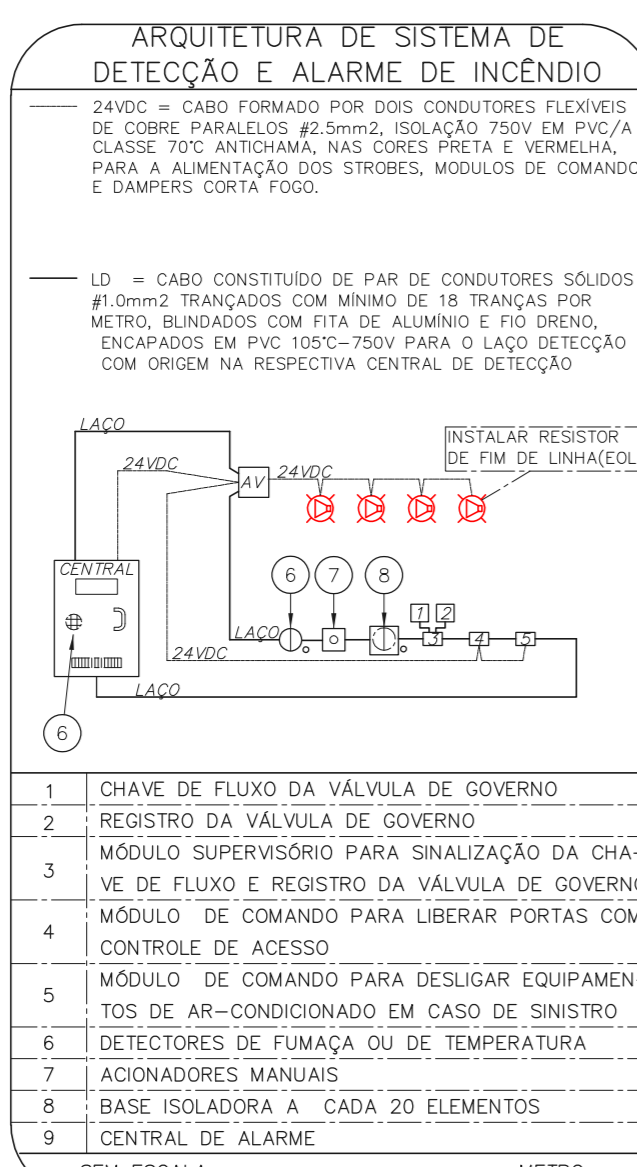 ARQUITETURA DE SISTEMA DE
DETECÇÃO E ALARME DE INCÊNDIO
24VDC = CABO FORMADO POR DOIS CONDUTORES FLEXÍVEIS
DE COBRE PARALELOS #2.5mm2, ISOLAÇÃO 750V EM PVC/A
CLASSE 70°C ANTICHAMA, NAS CORES PRETA E VERMELHA,
PARA A ALIMENTAÇÃO DOS STROBES, MODULOS DE COMANDO
E DAMPERS CORTA FOGO.
LD = CABO CONSTITUÍDO DE PAR DE CONDUTORES SÓLIDOS
#1.0mm2 TRANÇADOS COM MÍNIMO DE 18 TRANÇAS POR
METRO, BLINDADOS COM FITA DE ALUMÍNIO E FIO DRENO,
ENCAPADOS EM PVC 105°C-750V PARA O LAÇO DETECÇÃO
COM ORIGEM NA RESPECTIVA CENTRAL DE DETECÇÃO
LAÇO
INSTALAR RESISTOR
DE FIM DE LINHA(EOL
24VDC
AV
24VDC
CENTRAL
6
7
8
1
2
LAÇO
3
4
5
24VDC
LAÇO
6
1 CHAVE DE FLUXO DA VÁLVULA DE GOVERNO
2 REGISTRO DA VÁLVULA DE GOVERNO
3 MÓDULO SUPERVISÓRIO PARA SINALIZAÇÃO DA CHA-
VE DE FLUXO E REGISTRO DA VÁLVULA DE GOVERNO
4 MÓDULO DE COMANDO PARA LIBERAR PORTAS COM
CONTROLE DE ACESSO
5 MÓDULO DE COMANDO PARA DESLIGAR EQUIPAMEN-
TOS DE AR-CONDICIONADO EM CASO DE SINISTRO
6 DETECTORES DE FUMAÇA OU DE TEMPERATURA
7 ACIONADORES MANUAIS
8 BASE ISOLADORA A CADA 20 ELEMENTOS
9 CENTRAL DE ALARME